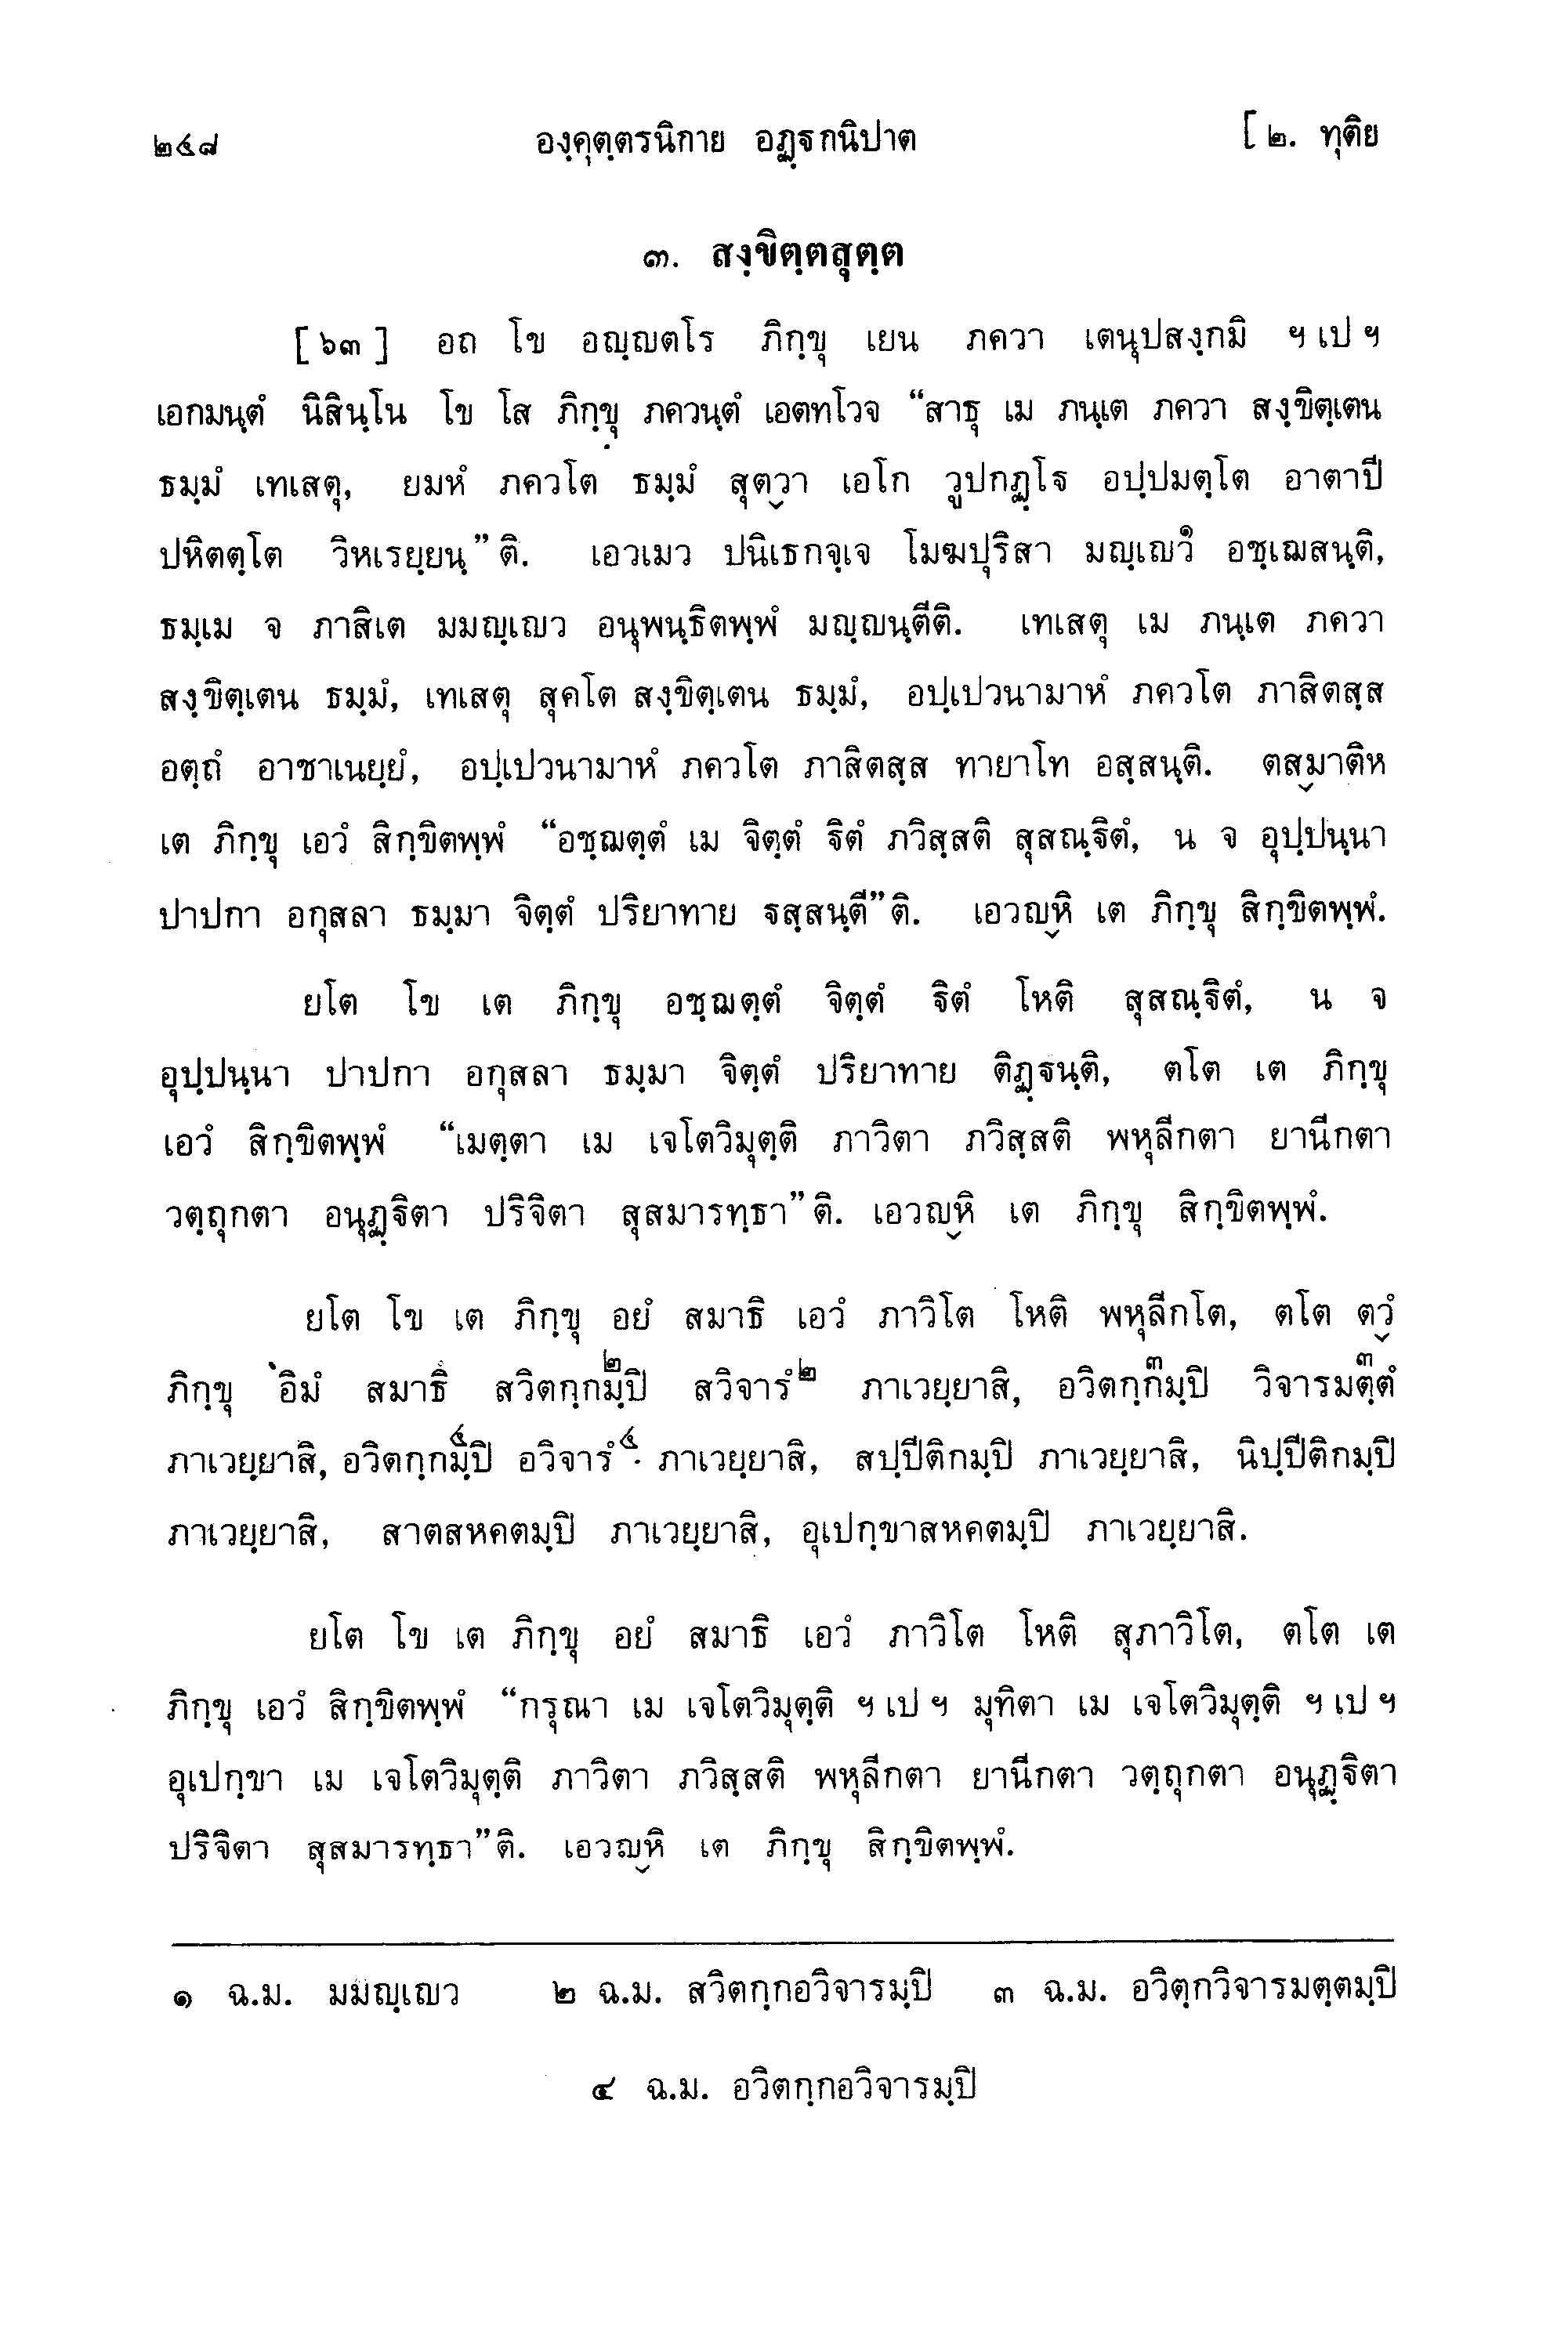 ๒๔๘ องฺคุตฺตรนิกาย อฏฺฐกนิปาต [ ๒. ทุติย
๓. สงฺขิตฺตสุตฺต
[ ๖๓ ] อถ โข อญฺญตโร ภิกฺขุ เยน ภควา เตนุปสงฺกมิ ฯ เป ฯ
เอกมนฺตํ นิสินฺโน โข โส ภิกฺขุ ภควนฺตํ เอตทโวจ “สาธุ เม ภนฺเต ภควา สงฺขิตฺเตน
ธมฺมํ เทเสตุ, ยมหํ ภควโต ธมฺมํ สุตฺวา เอโก วูปกฏฺโฐ อปฺปมตฺโต อาตาปี
ปหิตตฺโต วิหเรยฺยนฺ” ติ. เอวเมว ปนิเธกจฺเจ โมฆปุริสา มญฺเญว๑ อชฺเฌสนฺติ,
ธมฺเม จ ภาสิเต มมญฺเญว อนุพนฺธิตพฺพํ มญฺญนฺตีติ. เทเสตุ เม ภนฺเต ภควา
สงฺขิตฺเตน ธมฺมํ, เทเสตุ สุคโต สงฺขิตฺเตน ธมฺมํ, อปฺเปวนามาหํ ภควโต ภาสิตสฺส
อตฺถํ อาชาเนยฺยํ, อปฺเปวนามาหํ ภควโต ภาสิตสฺส ทายาโท อสฺสนฺติ. ตสฺมาติห
เต ภิกฺขุ เอวํ สิกฺขิตพฺพํ “อชฺฌตฺตํ เม จิตฺตํ ฐิตํ ภวิสฺสติ สุสณฺฐิตํ, น จ อุปฺปนฺนา
ปาปกา อกุสลา ธมฺมา จิตฺตํ ปริยาทาย ฐสฺสนฺตี” ติ. เอวญฺหิ เต ภิกฺขุ สิกฺขิตพฺพํ.
ยโต โข เต ภิกฺขุ อชฺฌตฺตํ จิตฺตํ ฐิตํ โหติ สุสณฺฐิตํ, น จ
อุปฺปนฺนา ปาปกา อกุสลา ธมฺมา จิตฺตํ ปริยาทาย ติฏฺฐนฺติ, ตโต เต ภิกฺขุ
เอวํ สิกฺขิตพฺพํ “เมตฺตา เม เจโตวิมุตฺติ ภาวิตา ภวิสฺสติ พหุลีกตา ยานีกตา
วตฺถุกตา อนุฏฺฐิตา ปริจิตา สุสมารทฺธา” ติ. เอวญฺหิ เต ภิกฺขุ สิกฺขิตพฺพํ.
ยโต โข เต ภิกฺขุ อยํ สมาธิ เอวํ ภาวิโต โหติ พหุลีกโต, ตโต ตฺวํ
ภิกฺขุ อิมํ สมาธึ สวิตกฺกมฺปิ๒ สวิจารํ๒ ภาเวยฺยาสิ, อวิตกฺกมฺปิ๓ วิจารมตฺตํ๓
ภาเวยฺยาสิ, อวิตกฺกมฺปิ๔ อวิจารํ๔ ภาเวยฺยาสิ, สปฺปีติกมฺปิ ภาเวยฺยาสิ, นิปฺปีติกมฺปิ
ภาเวยฺยาสิ, สาตสหคตมฺปิ ภาเวยฺยาสิ, อุเปกฺขาสหคตมฺปิ ภาเวยฺยาสิ.
ยโต โข เต ภิกฺขุ อยํ สมาธิ เอวํ ภาวิโต โหติ สุภาวิโต, ตโต เต
ภิกฺขุ เอวํ สิกฺขิตพฺพํ “กรุณา เม เจโตวิมุตฺติ ฯ เป ฯ มุทิตา เม เจโตวิมุตฺติ ฯ เป ฯ
อุเปกฺขา เม เจโตวิมุตฺติ ภาวิตา ภวิสฺสติ พหุลีกตา ยานีกตา วตฺถุกตา อนุฏฺฐิตา
ปริจิตา สุสมารทฺธา” ติ. เอวญฺหิ เต ภิกฺขุ สิกฺขิตพฺพํ.
๑ ฉ.ม. มมญฺเญว ๒ ฉ.ม. สวิตกฺกอวิจารมฺปิ ๓ ฉ.ม. อวิตฺกวิจารมตฺตมฺปิ
๔ ฉ.ม. อวิตกฺกอวิจารมฺปิ